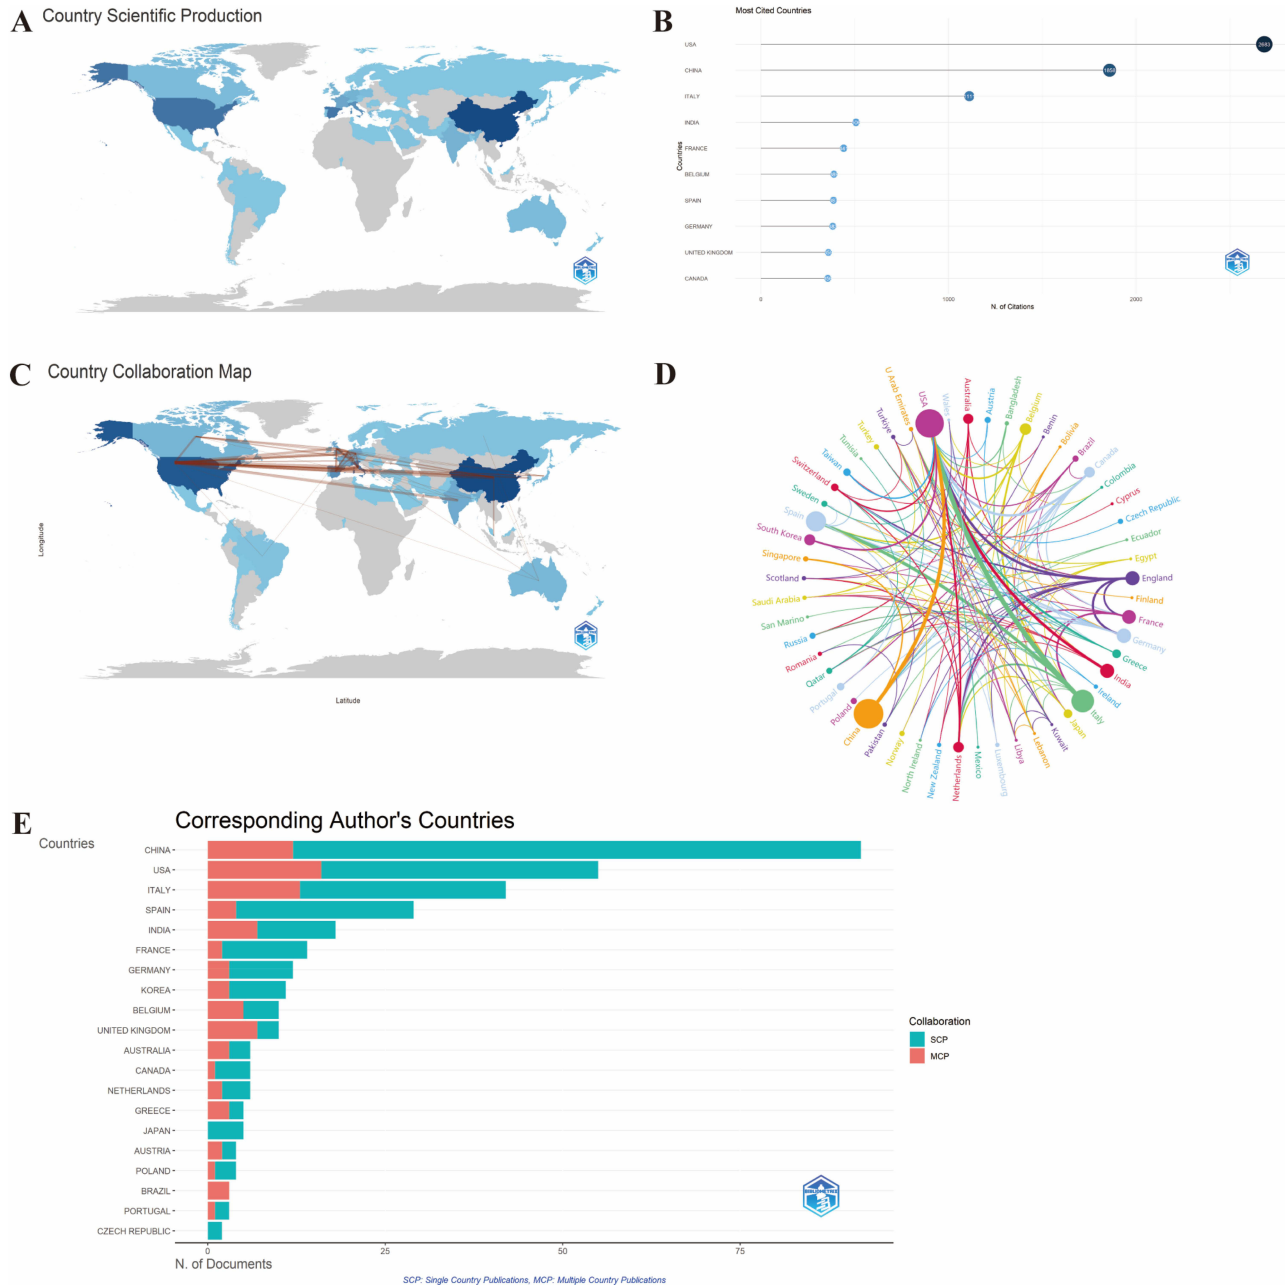 A Country Scientific Production
B
Most Cited Countries
USA
2683
CHINA
1858
ITALY
INDIA
FRANCE
BELGIUM
SPAIN
GERMANY
UNITED KINGDOM
CANADA
Countries
0 1000 2000
N. of Citations
C Country Collaboration Map
Longitude
Latitude
D
U Arab Emirates
USA
Wales
Australia
Austria
Bangladesh
Belgium
Benin
Bolivia
Brazil
Canada
Colombia
Cyprus
Czech Republic
Ecuador
Egypt
England
Finland
France
Germany
Greece
India
Ireland
Italy
Japan
Kuwait
Lebanon
Libya
Luxembourg
Mexico
Netherlands
New Zealand
North Ireland
Norway
Pakistan
China
Poland
Portugal
Qatar
Romania
Russia
San Marino
Saudi Arabia
Scotland
Singapore
South Korea
Spain
Sweden
Switzerland
Taiwan
Tunisia
Turkey
Turkiye
E
Corresponding Author's Countries
Countries
CHINA
USA
ITALY
SPAIN
INDIA
FRANCE
GERMANY
KOREA
BELGIUM
UNITED KINGDOM
AUSTRALIA
CANADA
NETHERLANDS
GREECE
JAPAN
AUSTRIA
POLAND
BRAZIL
PORTUGAL
CZECH REPUBLIC
0 25 50 75
N. of Documents
Collaboration
SCP
MCP
BIBLIOMETRIX
SCP: Single Country Publications, MCP: Multiple Country Publications